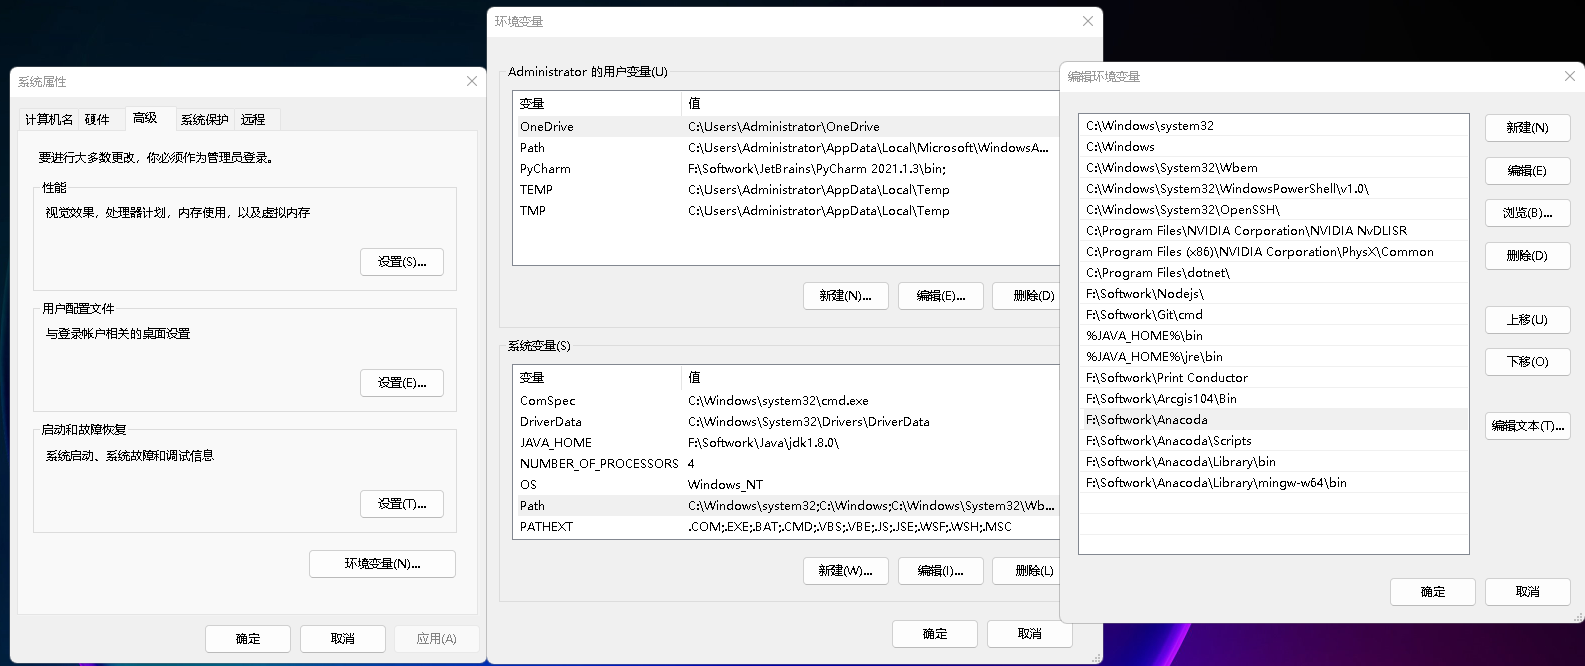 系统属性
计算机名 硬件 高级 系统保护 远程
要进行大多数更改，你必须作为管理员登录。
性能
视觉效果，处理器计划，内存使用，以及虚拟内存
设置(S)...
用户配置文件
与登录帐户相关的桌面设置
设置(E)...
启动和故障恢复
系统启动、系统故障和调试信息
设置(T)...
环境变量(N)...
确定 取消 应用(A)
环境变量
Administrator 的用户变量(U)
变量 值
OneDrive C:\Users\Administrator\OneDrive
Path C:\Users\Administrator\AppData\Local\Microsoft\WindowsA...
PyCharm F:\Softwork\JetBrains\PyCharm 2021.1.3\bin;
TEMP C:\Users\Administrator\AppData\Local\Temp
TMP C:\Users\Administrator\AppData\Local\Temp
新建(N)... 编辑(E)... 删除(D)
系统变量(S)
变量 值
ComSpec C:\Windows\system32\cmd.exe
DriverData C:\Windows\System32\Drivers\DriverData
JAVA_HOME F:\Softwork\Java\jdk1.8.0\
NUMBER_OF_PROCESSORS 4
OS Windows_NT
Path C:\Windows\system32;C:\Windows;C:\Windows\System32\Wb...
PATHEXT .COM;.EXE;.BAT;.CMD;.VBS;.VBE;.JS;.JSE;.WSF;.WSH;.MSC
新建(W)... 编辑(I)... 删除(L)
确定 取消
编辑环境变量
C:\Windows\system32
C:\Windows
C:\Windows\System32\Wbem
C:\Windows\System32\WindowsPowerShell\v1.0\
C:\Windows\System32\OpenSSH\
C:\Program Files\NVIDIA Corporation\NVIDIA NvDLISR
C:\Program Files (x86)\NVIDIA Corporation\PhysX\Common
C:\Program Files\dotnet\
F:\Softwork\Nodejs\
F:\Softwork\Git\cmd
%JAVA_HOME%\bin
%JAVA_HOME%\jre\bin
F:\Softwork\Print Conductor
F:\Softwork\Arcgis104\Bin
F:\Softwork\Anacoda
F:\Softwork\Anacoda\Scripts
F:\Softwork\Anacoda\Library\bin
F:\Softwork\Anacoda\Library\mingw-w64\bin
新建(N)
编辑(E)
浏览(B)...
删除(D)
上移(U)
下移(O)
编辑文本(T)...
确定 取消